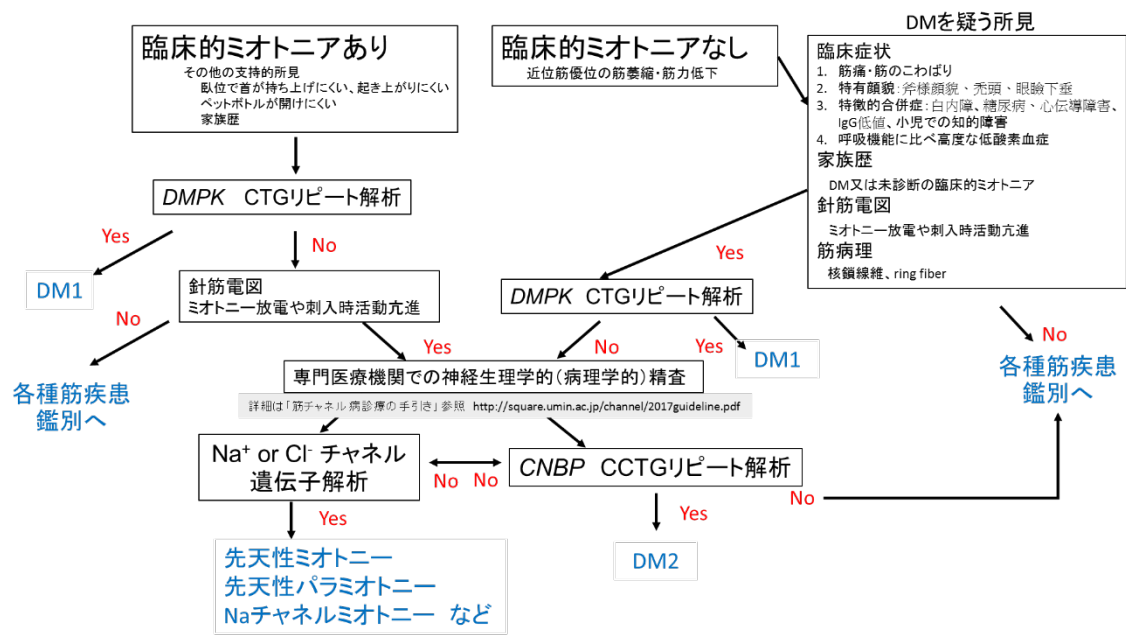 臨床的ミオトニアあり
その他の支持的所見
臥位で首が持ち上げにくい、起き上がりにくい
ペットボトルが開けにくい
家族歴
臨床的ミオトニアなし
近位筋優位の筋萎縮・筋力低下
DMを疑う所見
臨床症状
1. 筋痛・筋のこわばり
2. 特有顔貌：斧様顔貌、禿頭、眼瞼下垂
3. 特徴的合併症：白内障、糖尿病、心伝導障害、
IgG低値、小児での知的障害
4. 呼吸機能に比べ高度な低酸素血症
家族歴
DM又は未診断の臨床的ミオトニア
針筋電図
ミオトニー放電や刺入時活動亢進
筋病理
核鎖線維、ring fiber
DMPK CTGリピート解析
Yes
No
DM1
針筋電図
ミオトニー放電や刺入時活動亢進
Yes
DMPK CTGリピート解析
No
Yes
No
Yes
DM1
No
各種筋疾患
鑑別へ
専門医療機関での神経生理学的（病理学的）精査
詳細は「筋チャネル病診療の手引き」参照 http://square.umin.ac.jp/channel/2017guideline.pdf
各種筋疾患
鑑別へ
Na+ or Cl- チャネル
遺伝子解析
No No
CNBP CCTGリピート解析
No
Yes
Yes
先天性ミオトニー
先天性パラミオトニー
Naチャネルミオトニー など
DM2